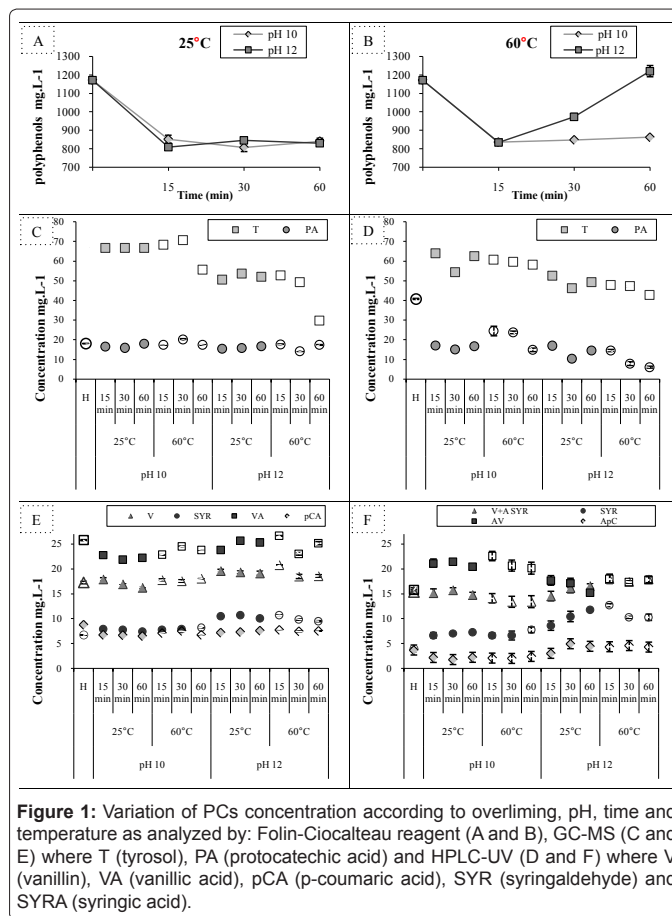 A
25°C
pH 10
pH 12
1300
1200
1100
1000
900
800
700
polyphenols mg.L-1
15
30
60
Time (min)
B
60°C
pH 10
pH 12
1300
1200
1100
1000
900
800
700
polyphenols mg.L-1
15
30
60
Time (min)
C
T
PA
80
70
60
50
40
30
20
10
0
Concentration mg.L-1
H
15 min
30 min
60 min
15 min
30 min
60 min
15 min
30 min
60 min
15 min
30 min
60 min
25°C
60°C
25°C
60°C
pH 10
pH 12
D
T
PA
80
70
60
50
40
30
20
10
0
Concentration mg.L-1
H
15 min
30 min
60 min
15 min
30 min
60 min
15 min
30 min
60 min
15 min
30 min
60 min
25°C
60°C
25°C
60°C
pH 10
pH 12
E
V
SYR
VA
pCA
25
20
15
10
5
0
Concentration mg.L-1
H
15 min
30 min
60 min
15 min
30 min
60 min
15 min
30 min
60 min
15 min
30 min
60 min
25°C
60°C
25°C
60°C
pH 10
pH 12
F
V+A SYR
SYR
AV
ApC
25
20
15
10
5
0
Concentration mg.L-1
H
15 min
30 min
60 min
15 min
30 min
60 min
15 min
30 min
60 min
15 min
30 min
60 min
25°C
60°C
25°C
60°C
pH 10
pH 12
Figure 1: Variation of PCs concentration according to overliming, pH, time and
temperature as analyzed by: Folin-Ciocalteau reagent (A and B), GC-MS (C and
E) where T (tyrosol), PA (protocatechic acid) and HPLC-UV (D and F) where V
(vanillin), VA (vanillic acid), pCA (p-coumaric acid), SYR (syringaldehyde) and
SYRA (syringic acid).